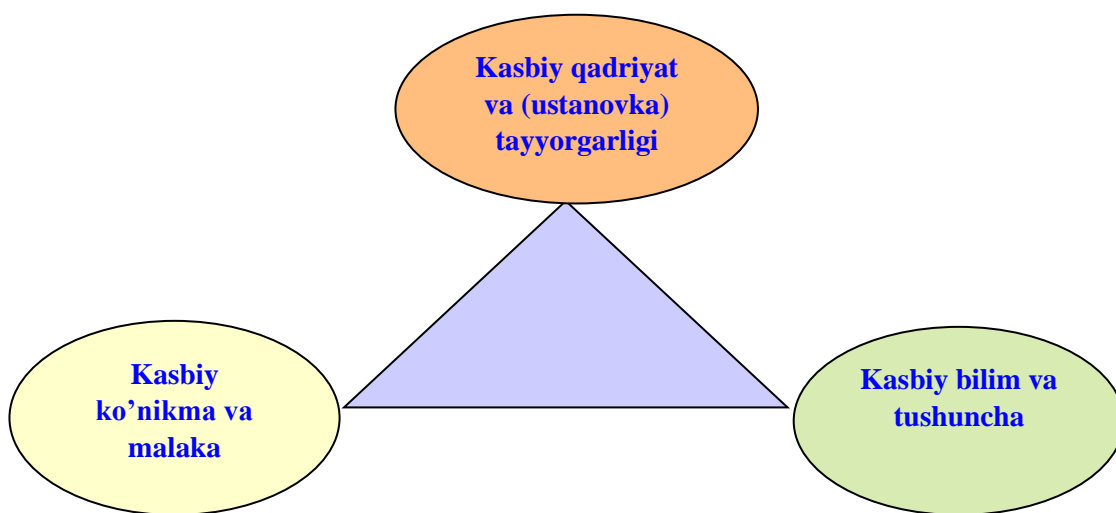 Kasbiy qadriyat
va (ustanovka)
tayyorgarligi
Kasbiy
ko’nikma va
malaka
Kasbiy bilim va
tushuncha